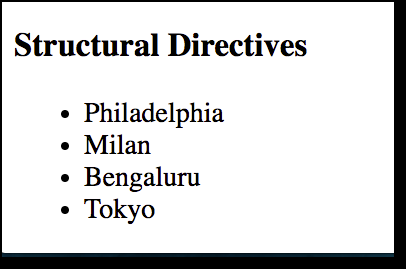 Structural Directives
Philadelphia
Milan
Bengaluru
Tokyo